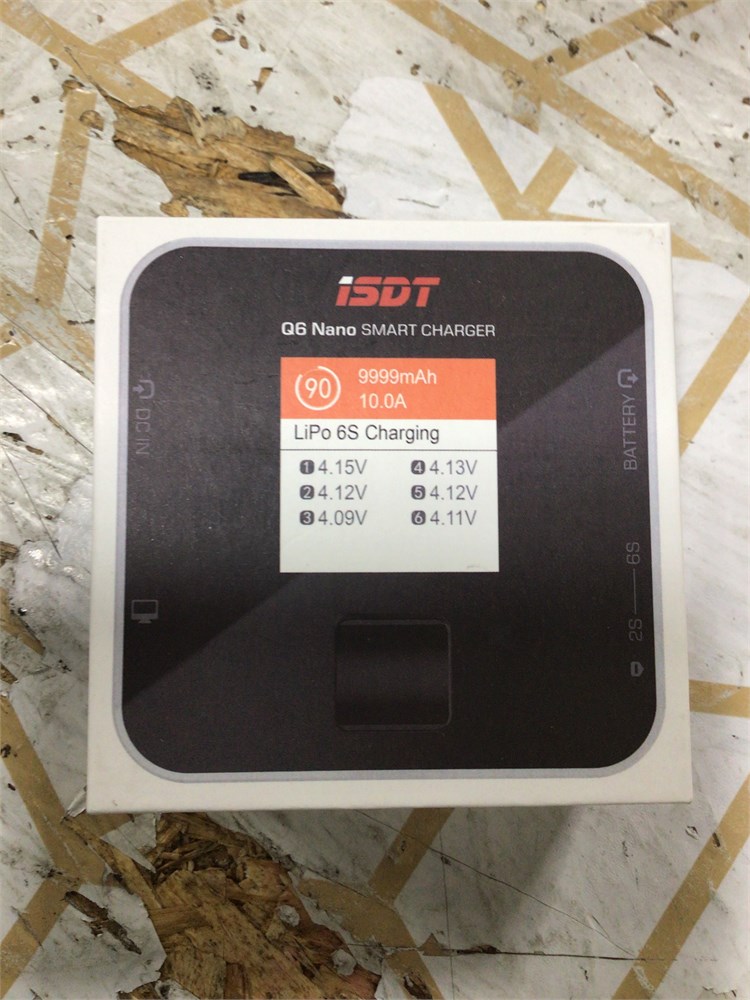 iSDT
Q6 Nano SMART CHARGER
90
9999mAh
10.0A
LiPo 6S Charging
1 4.15V
4 4.13V
2 4.12V
5 4.12V
3 4.09V
6 4.11V
DC IN
BATTERY
2S 6S